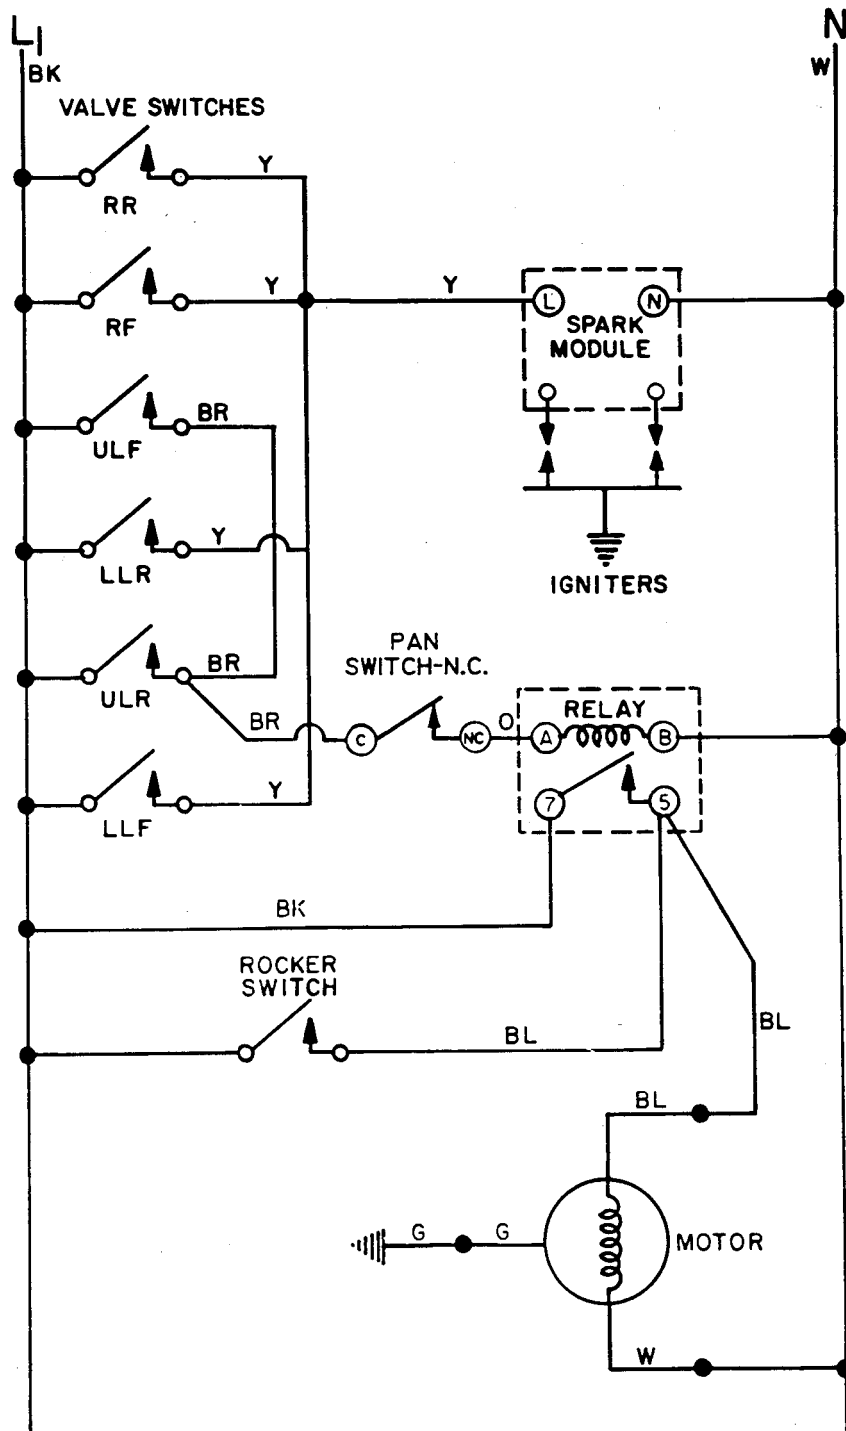 L1 N
BK W
VALVE SWITCHES
Y
RR
Y Y
L N
RF
SPARK
MODULE
BR
ULF
Y
LLR
IGNITERS
PAN
SWITCH-N.C.
BR
ULR
RELAY
BR C NC O A B
Y
7 5
LLF
BK
ROCKER
SWITCH
BL
BL
BL
G G MOTOR
W